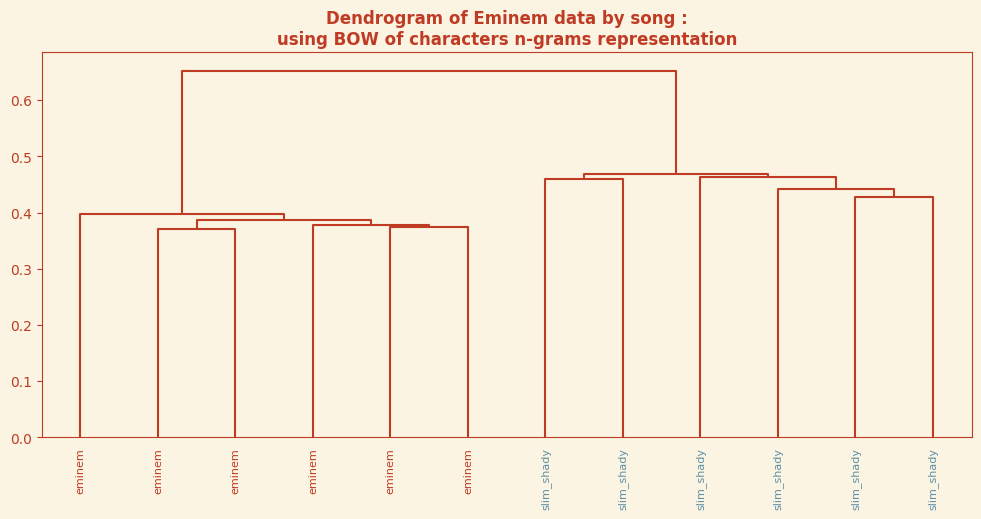 Dendrogram of Eminem data by song :
using BOW of characters n-grams representation
0.6
0.5
0.4
0.3
0.2
0.1
0.0
eminem
eminem
eminem
eminem
eminem
eminem
slim_shady
slim_shady
slim_shady
slim_shady
slim_shady
slim_shady